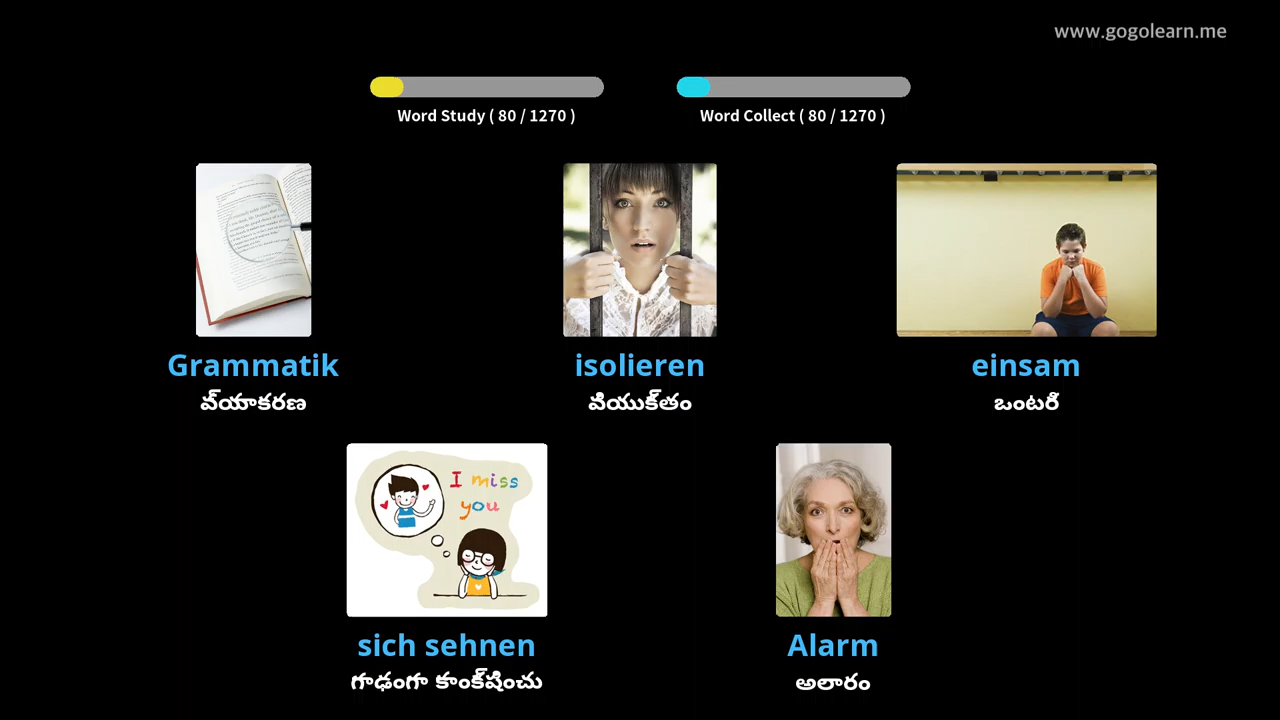 www.gogolearn.me
Word Study ( 80 / 1270 )
Word Collect ( 80 / 1270 )
Grammatik
వ్యాకరణ
isolieren
వియుక్తం
einsam
ఒంటరి
I miss
you
sich sehnen
గాఢంగా కాంక్షించు
Alarm
అలారం